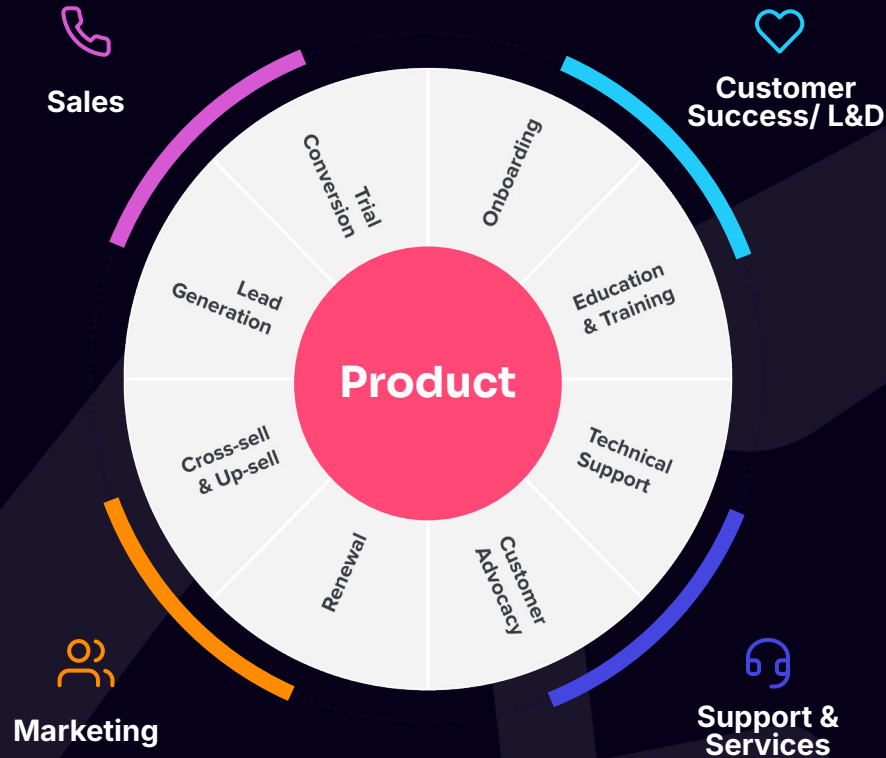 Sales
Customer
Success/ L&D
Trial
Conversion
Onboarding
Lead
Generation
Education
& Training
Product
Cross-sell
& Up-sell
Technical
Support
Renewal
Customer
Advocacy
Marketing
Support &
Services